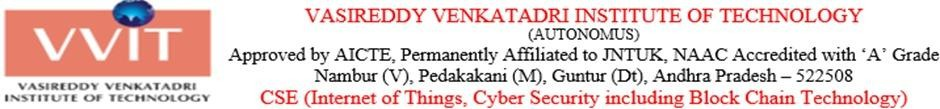 VVIT
VASIREDDY VENKATADRI
INSTITUTE OF TECHNOLOGY
VASIREDDY VENKATADRI INSTITUTE OF TECHNOLOGY
(AUTONOMUS)
Approved by AICTE, Permanently Affiliated to JNTUK, NAAC Accredited with ‘A’ Grade
Nambur (V), Pedakakani (M), Guntur (Dt), Andhra Pradesh – 522508
CSE (Internet of Things, Cyber Security including Block Chain Technology)